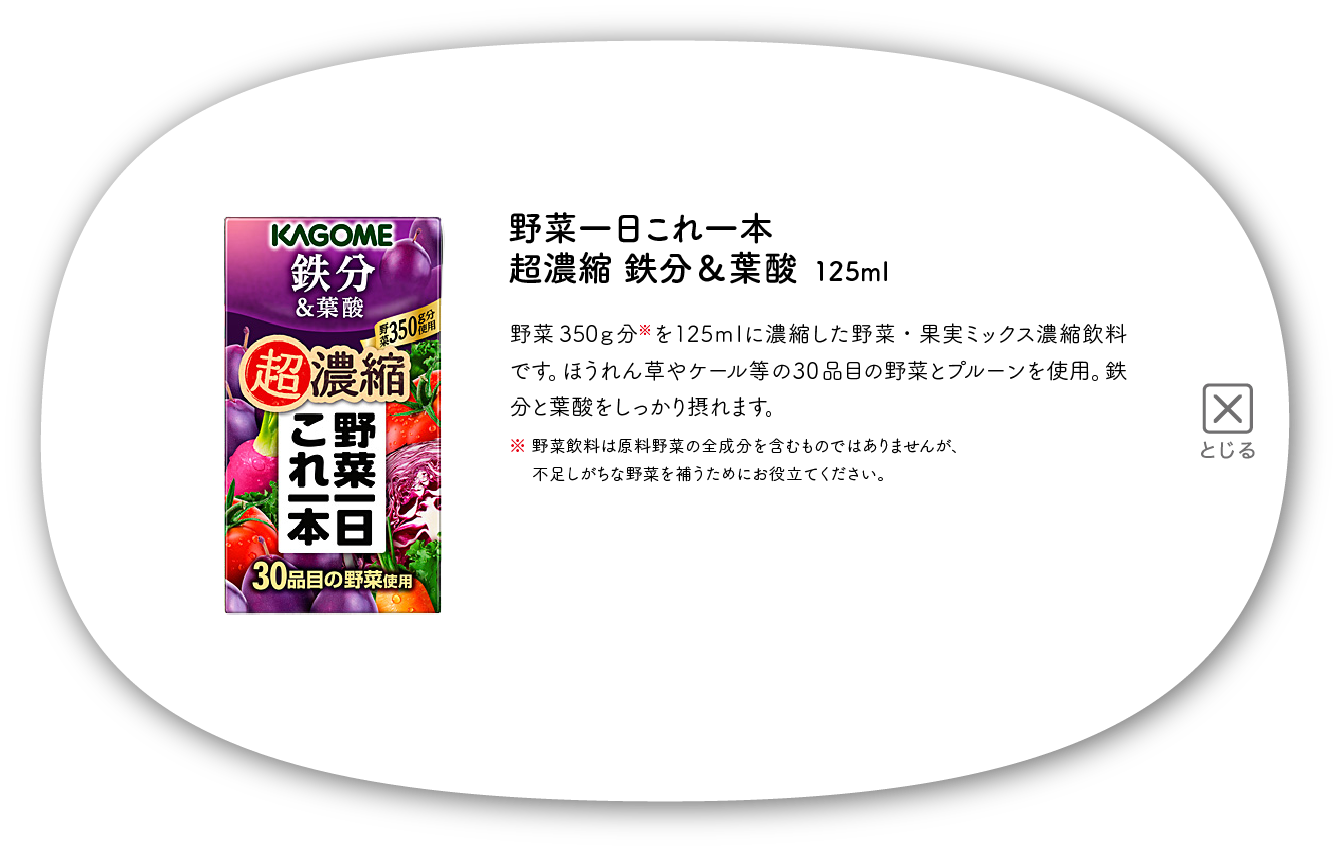 KAGOME
鉄分
&葉酸
野菜350g分使用
超濃縮
野菜一日
これ一本
30品目の野菜使用
野菜一日これ一本
超濃縮 鉄分&葉酸 125ml
野菜350g分※を125mlに濃縮した野菜・果実ミックス濃縮飲料
です。ほうれん草やケール等の30品目の野菜とプルーンを使用。鉄
分と葉酸をしっかり摂れます。
※ 野菜飲料は原料野菜の全成分を含むものではありませんが、
不足しがちな野菜を補うためにお役立てください。
とじる